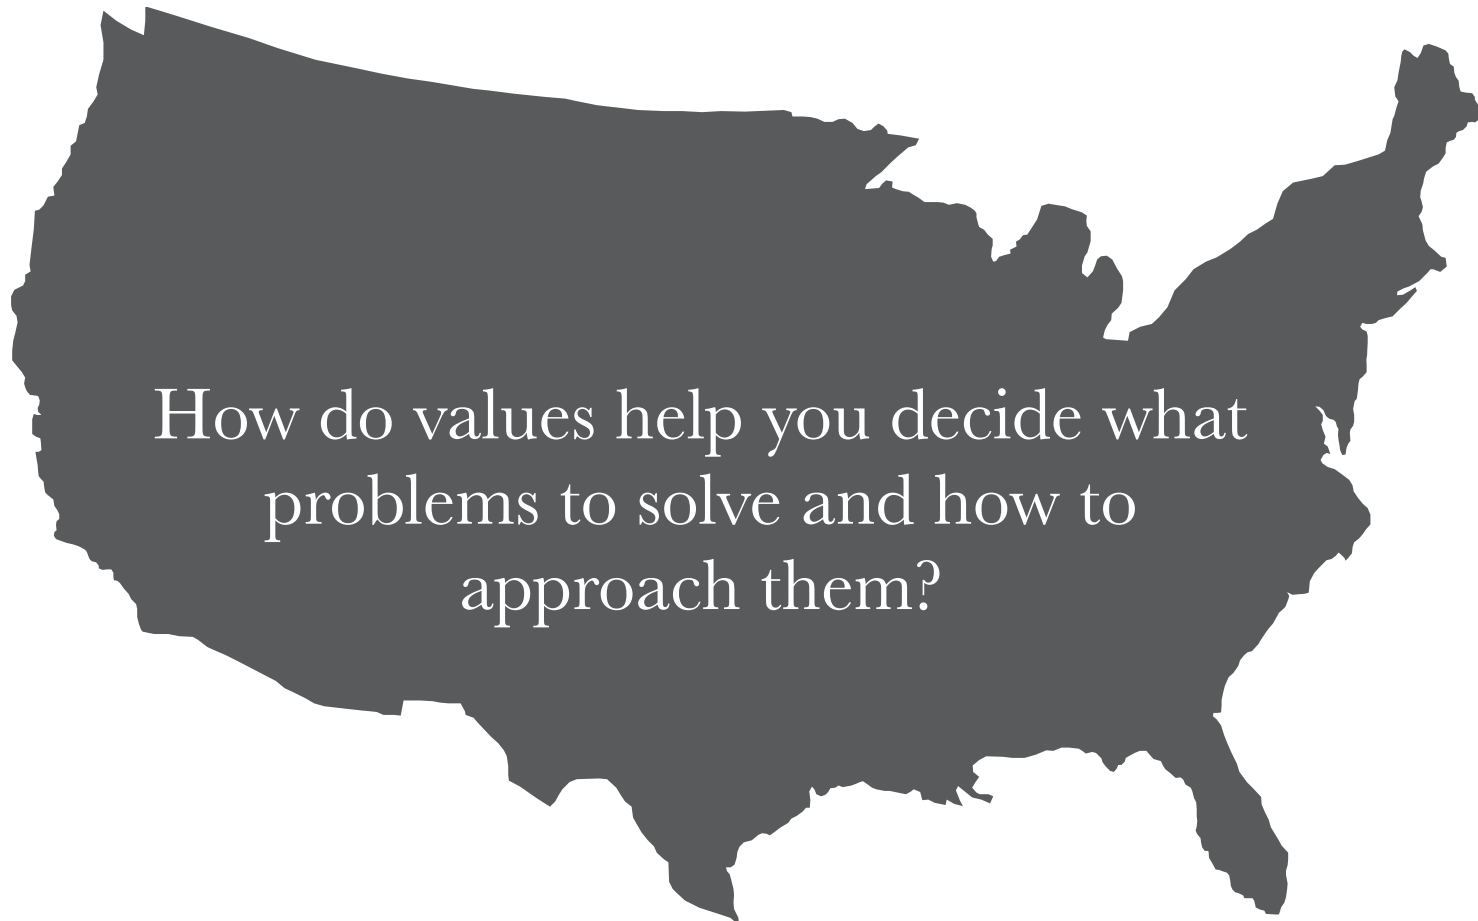 How do values help you decide what
problems to solve and how to
approach them?